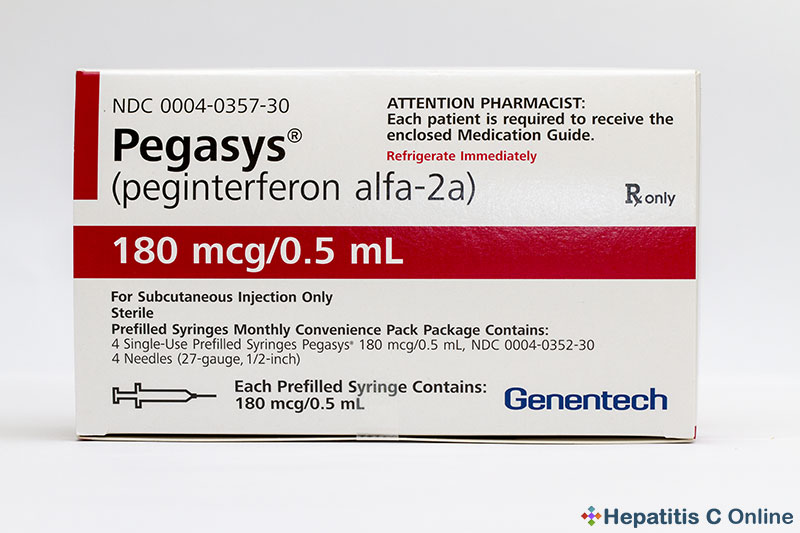 NDC 0004-0357-30
Pegasys®
(peginterferon alfa-2a)
ATTENTION PHARMACIST:
Each patient is required to receive the
enclosed Medication Guide.
Refrigerate Immediately
Rx only
180 mcg/0.5 mL
For Subcutaneous Injection Only
Sterile
Prefilled Syringes Monthly Convenience Pack Package Contains:
4 Single-Use Prefilled Syringes Pegasys® 180 mcg/0.5 mL, NDC 0004-0352-30
4 Needles (27-gauge, 1/2-inch)
Each Prefilled Syringe Contains:
180 mcg/0.5 mL
Genentech
Hepatitis C Online